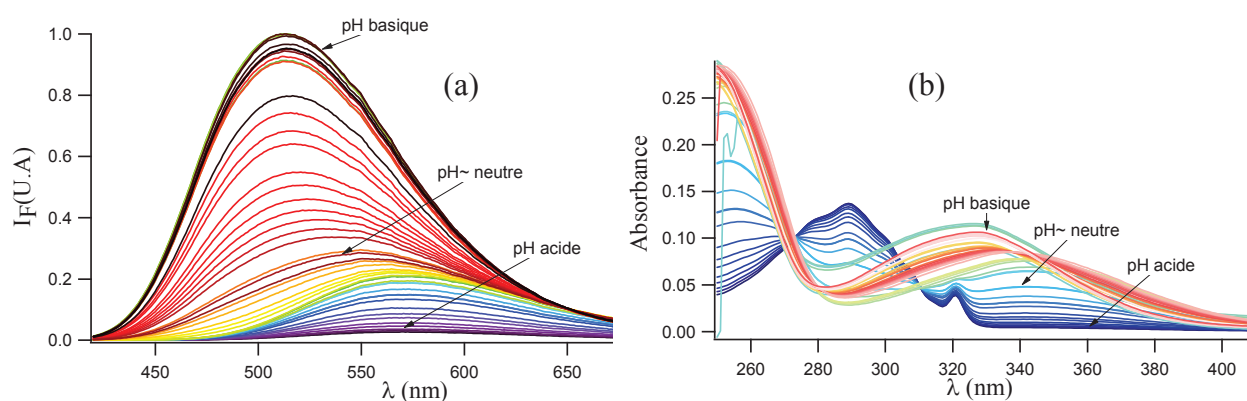 pH basique
(a)
pH~ neutre
pH acide
I_F(U.A)
1.0
0.8
0.6
0.4
0.2
0.0
450 500 550 600 650
λ (nm)
(b)
pH basique
pH~ neutre
pH acide
Absorbance
0.25
0.20
0.15
0.10
0.05
0.00
260 280 300 320 340 360 380 400
λ (nm)